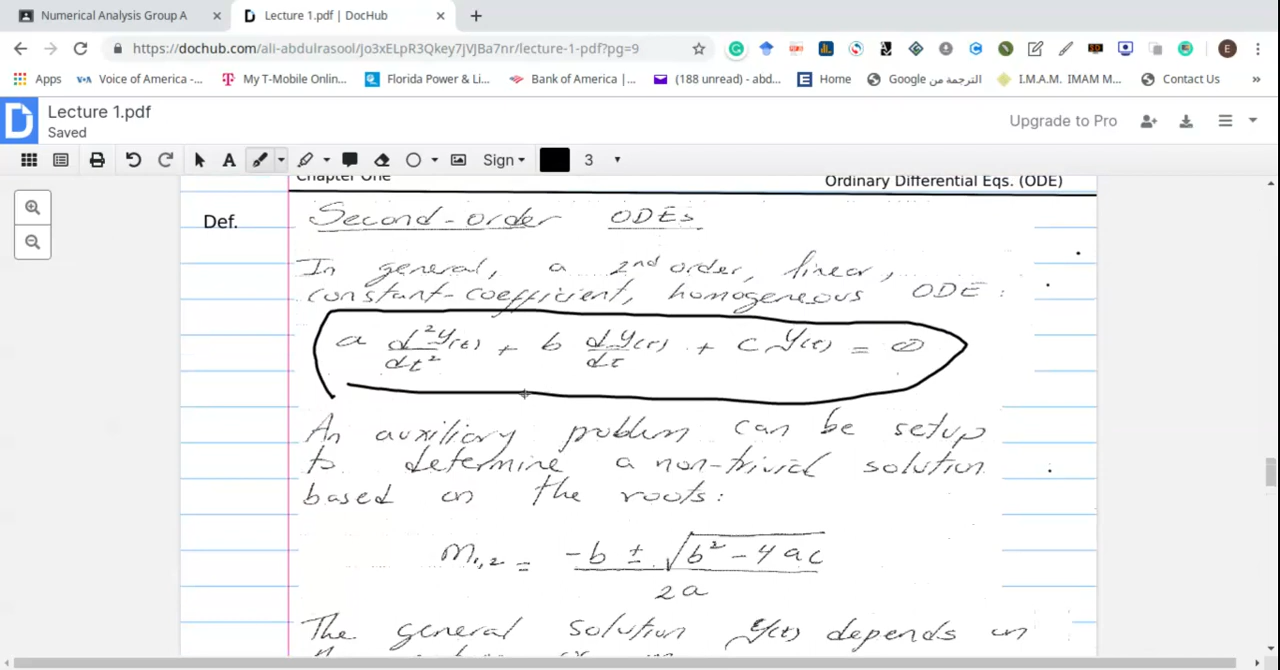 Numerical Analysis Group A
Lecture 1.pdf | DocHub
https://dochub.com/ali-abdulrasool/jo3xELpR3Qkey7jVJBa7nr/lecture-1-pdf?pg=9
E
Apps
Voice of America -...
My T-Mobile Onlin...
Florida Power & Li...
Bank of America |...
(188 unread) - abd...
Home
Google الترجمة من
I.M.A.M. IMAM M...
Contact Us
»
Lecture 1.pdf
Saved
Upgrade to Pro
A
Sign
3
Chapter One
Ordinary Differential Eqs. (ODE)
Def.
Second-order ODEs
In general, a 2nd order, linear,
constant-coefficient, homogeneous ODE:
a d²y(t)/dt² + b dy(t)/dt + c y(t) = 0
An auxiliary problem can be setup
to determine a non-trivial solution
based on the roots:
m1,2 = -b ± √(b² - 4ac) / 2a
The general solution y(t) depends on